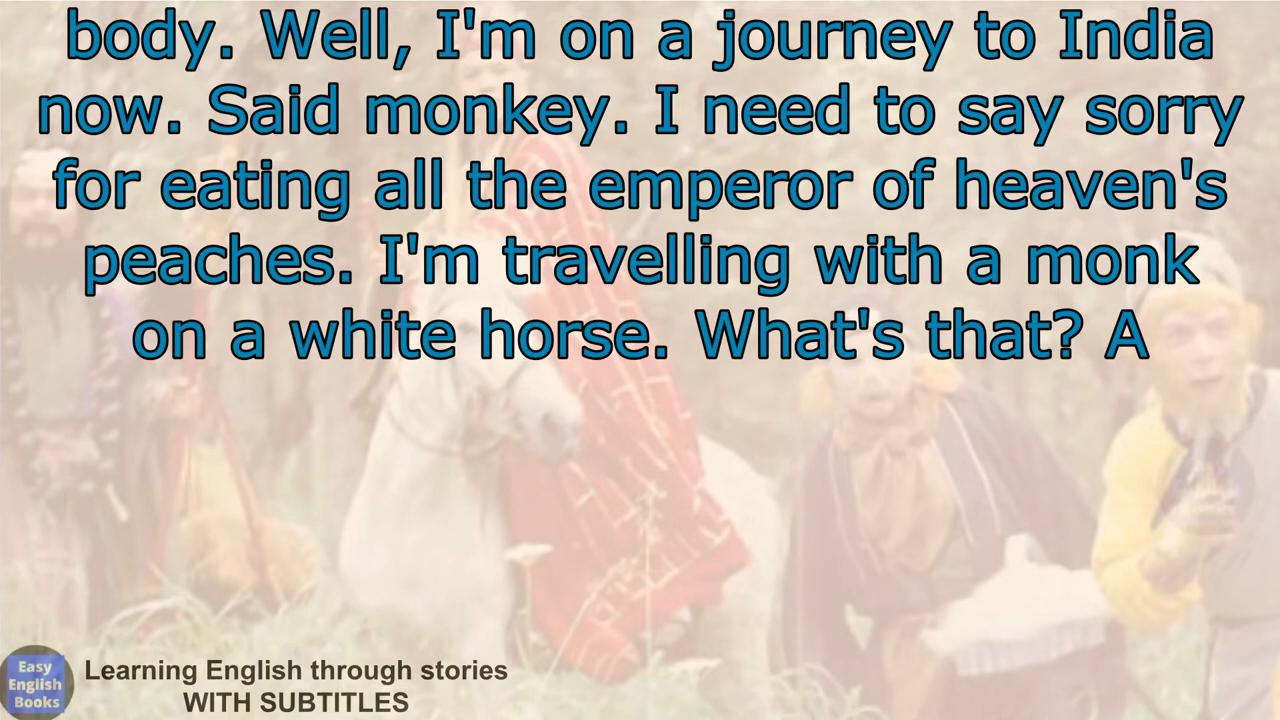 body. Well, I'm on a journey to India
now. Said monkey. I need to say sorry
for eating all the emperor of heaven's
peaches. I'm travelling with a monk
on a white horse. What's that? A
Easy
English
Books
Learning English through stories
WITH SUBTITLES